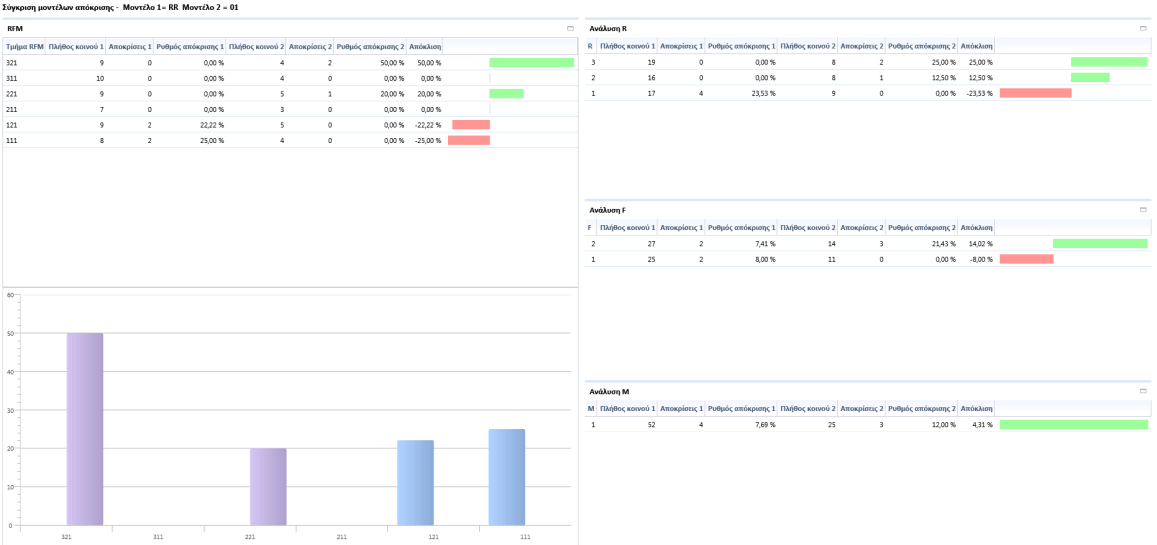 Σύγκριση μοντέλων απόκρισης - Μοντέλο 1= RR Μοντέλο 2 = 01
RFM
Τμήμα RFM Πλήθος κοινού 1 Αποκρίσεις 1 Ρυθμός απόκρισης 1 Πλήθος κοινού 2 Αποκρίσεις 2 Ρυθμός απόκρισης 2 Απόκλιση
321 9 0 0,00 % 4 2 50,00 % 50,00 %
311 10 0 0,00 % 4 0 0,00 % 0,00 %
221 9 0 0,00 % 5 1 20,00 % 20,00 %
211 7 0 0,00 % 3 0 0,00 % 0,00 %
121 9 2 22,22 % 5 0 0,00 % -22,22 %
111 8 2 25,00 % 4 0 0,00 % -25,00 %
60
50
40
30
20
10
0
321 311 221 211 121 111
Ανάλυση R
R Πλήθος κοινού 1 Αποκρίσεις 1 Ρυθμός απόκρισης 1 Πλήθος κοινού 2 Αποκρίσεις 2 Ρυθμός απόκρισης 2 Απόκλιση
3 19 0 0,00 % 8 2 25,00 % 25,00 %
2 16 0 0,00 % 8 1 12,50 % 12,50 %
1 17 4 23,53 % 9 0 0,00 % -23,53 %
Ανάλυση F
F Πλήθος κοινού 1 Αποκρίσεις 1 Ρυθμός απόκρισης 1 Πλήθος κοινού 2 Αποκρίσεις 2 Ρυθμός απόκρισης 2 Απόκλιση
2 27 2 7,41 % 14 3 21,43 % 14,02 %
1 25 2 8,00 % 11 0 0,00 % -8,00 %
Ανάλυση M
M Πλήθος κοινού 1 Αποκρίσεις 1 Ρυθμός απόκρισης 1 Πλήθος κοινού 2 Αποκρίσεις 2 Ρυθμός απόκρισης 2 Απόκλιση
1 52 4 7,69 % 25 3 12,00 % 4,31 %